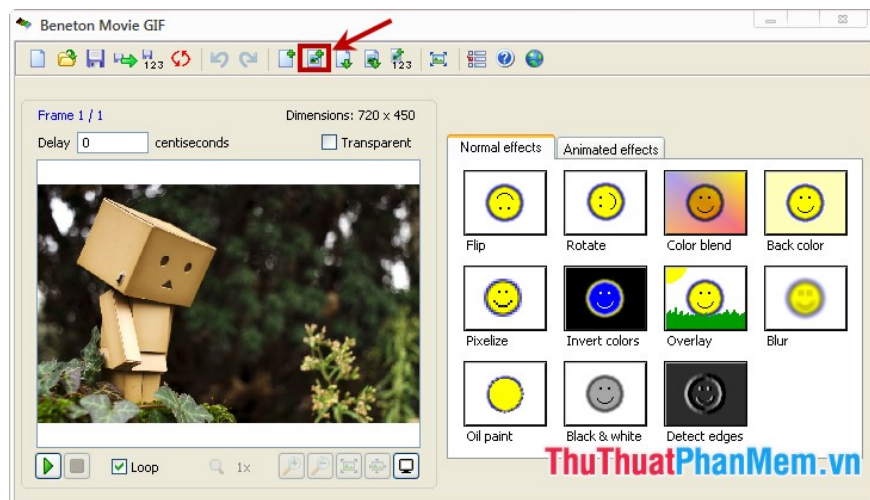 Beneton Movie GIF
123
123
Frame 1 / 1
Dimensions: 720 x 450
Delay 0 centiseconds
Transparent
Normal effects
Animated effects
Flip
Rotate
Color blend
Back color
Pixelize
Invert colors
Overlay
Blur
Oil paint
Black & white
Detect edges
Loop
1x
ThuThuatPhanMem.vn